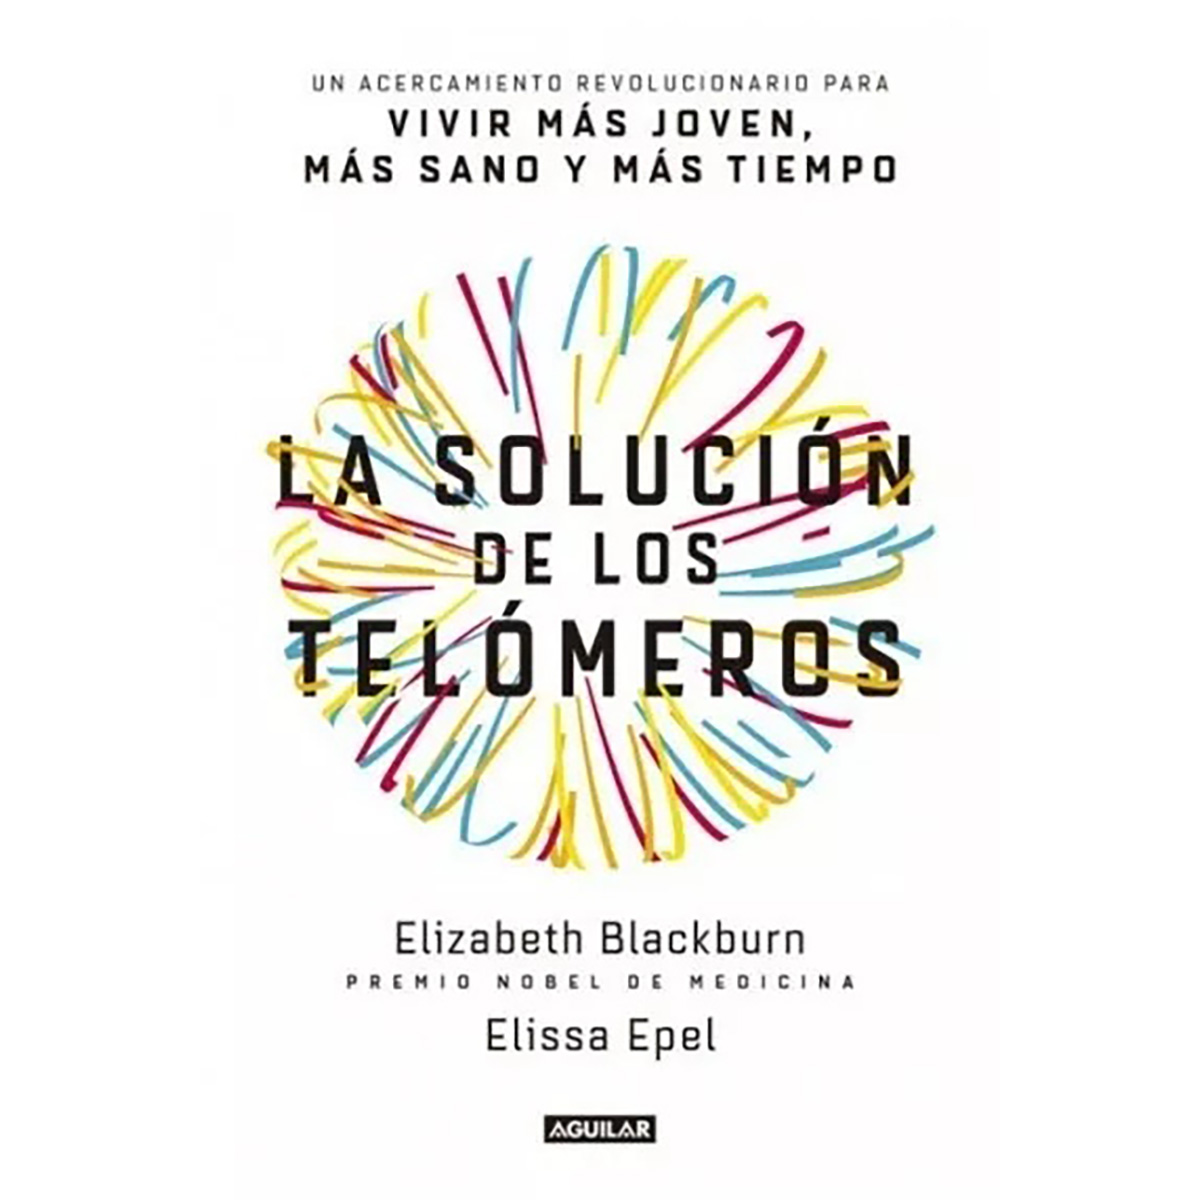 UN ACERCAMIENTO REVOLUCIONARIO PARA
VIVIR MÁS JOVEN,
MÁS SANO Y MÁS TIEMPO
LA SOLUCIÓN
DE LOS
TELÓMEROS
Elizabeth Blackburn
PREMIO NOBEL DE MEDICINA
Elissa Epel
AGUILAR